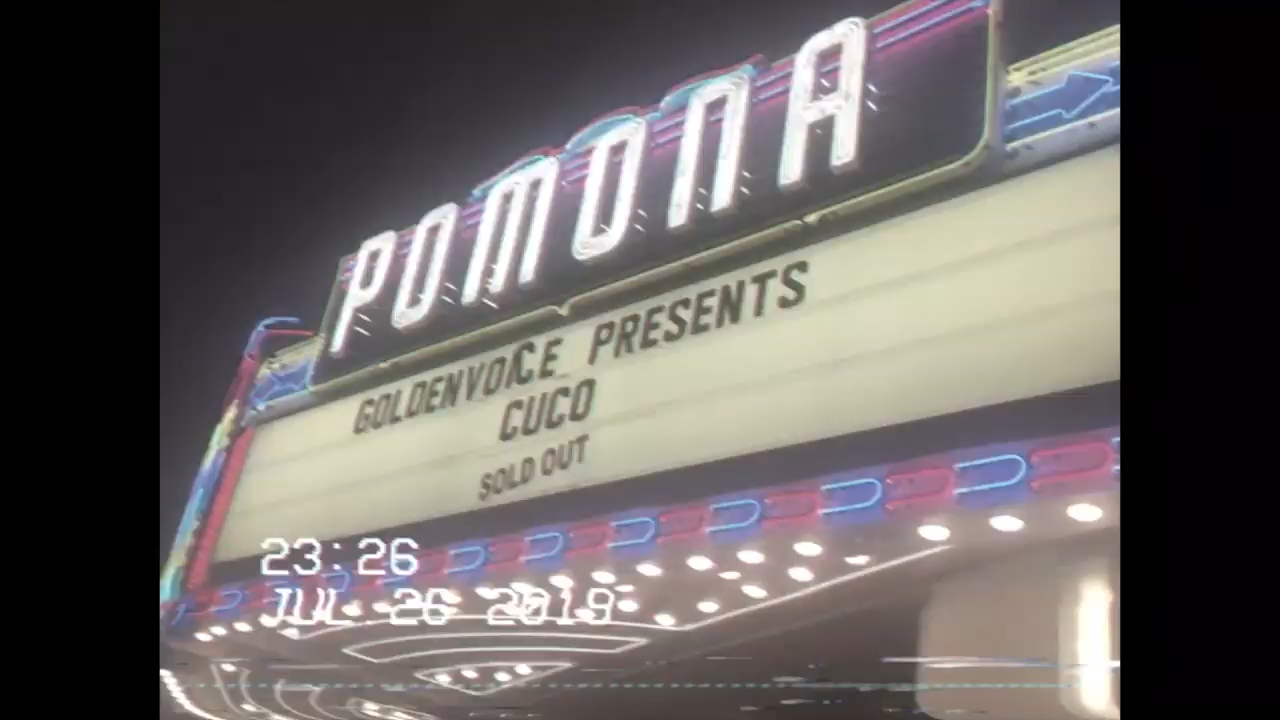 POMONA
GOLDENVOICE PRESENTS
CUCO
SOLD OUT
23:26
JUL 26 2019